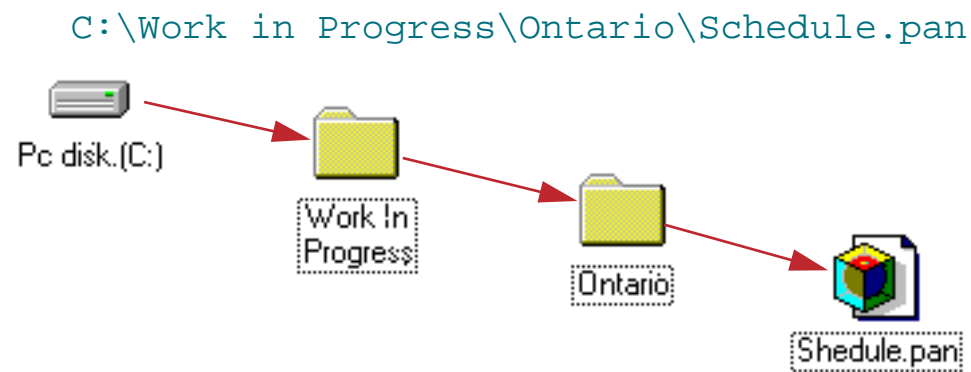 C:\Work in Progress\Ontario\Schedule.pan
Pc disk.(C:)
Work In
Progress
Ontario
Shedule.pan